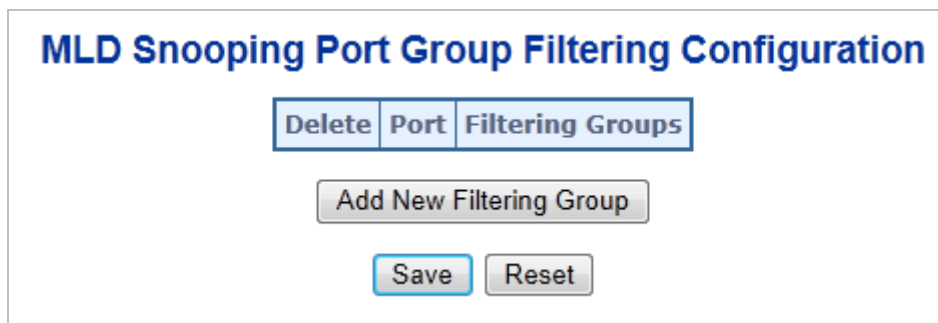 MLD Snooping Port Group Filtering Configuration
Delete Port Filtering Groups
Add New Filtering Group
Save Reset